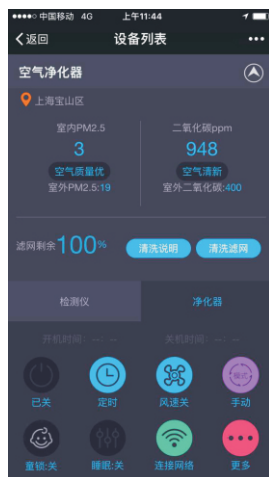 中国移动 4G 上午11:44
返回 设备列表
空气净化器
上海宝山区
室内PM2.5 二氧化碳ppm
3 948
空气质量优 空气清新
室外PM2.5:19 室外二氧化碳:400
滤网剩余100% 清洗说明 清洗滤网
检测仪 净化器
开机时间: --: -- 关机时间: --: --
模式
已关 定时 风速关 手动
童锁:关 睡眠:关 连接网络 更多